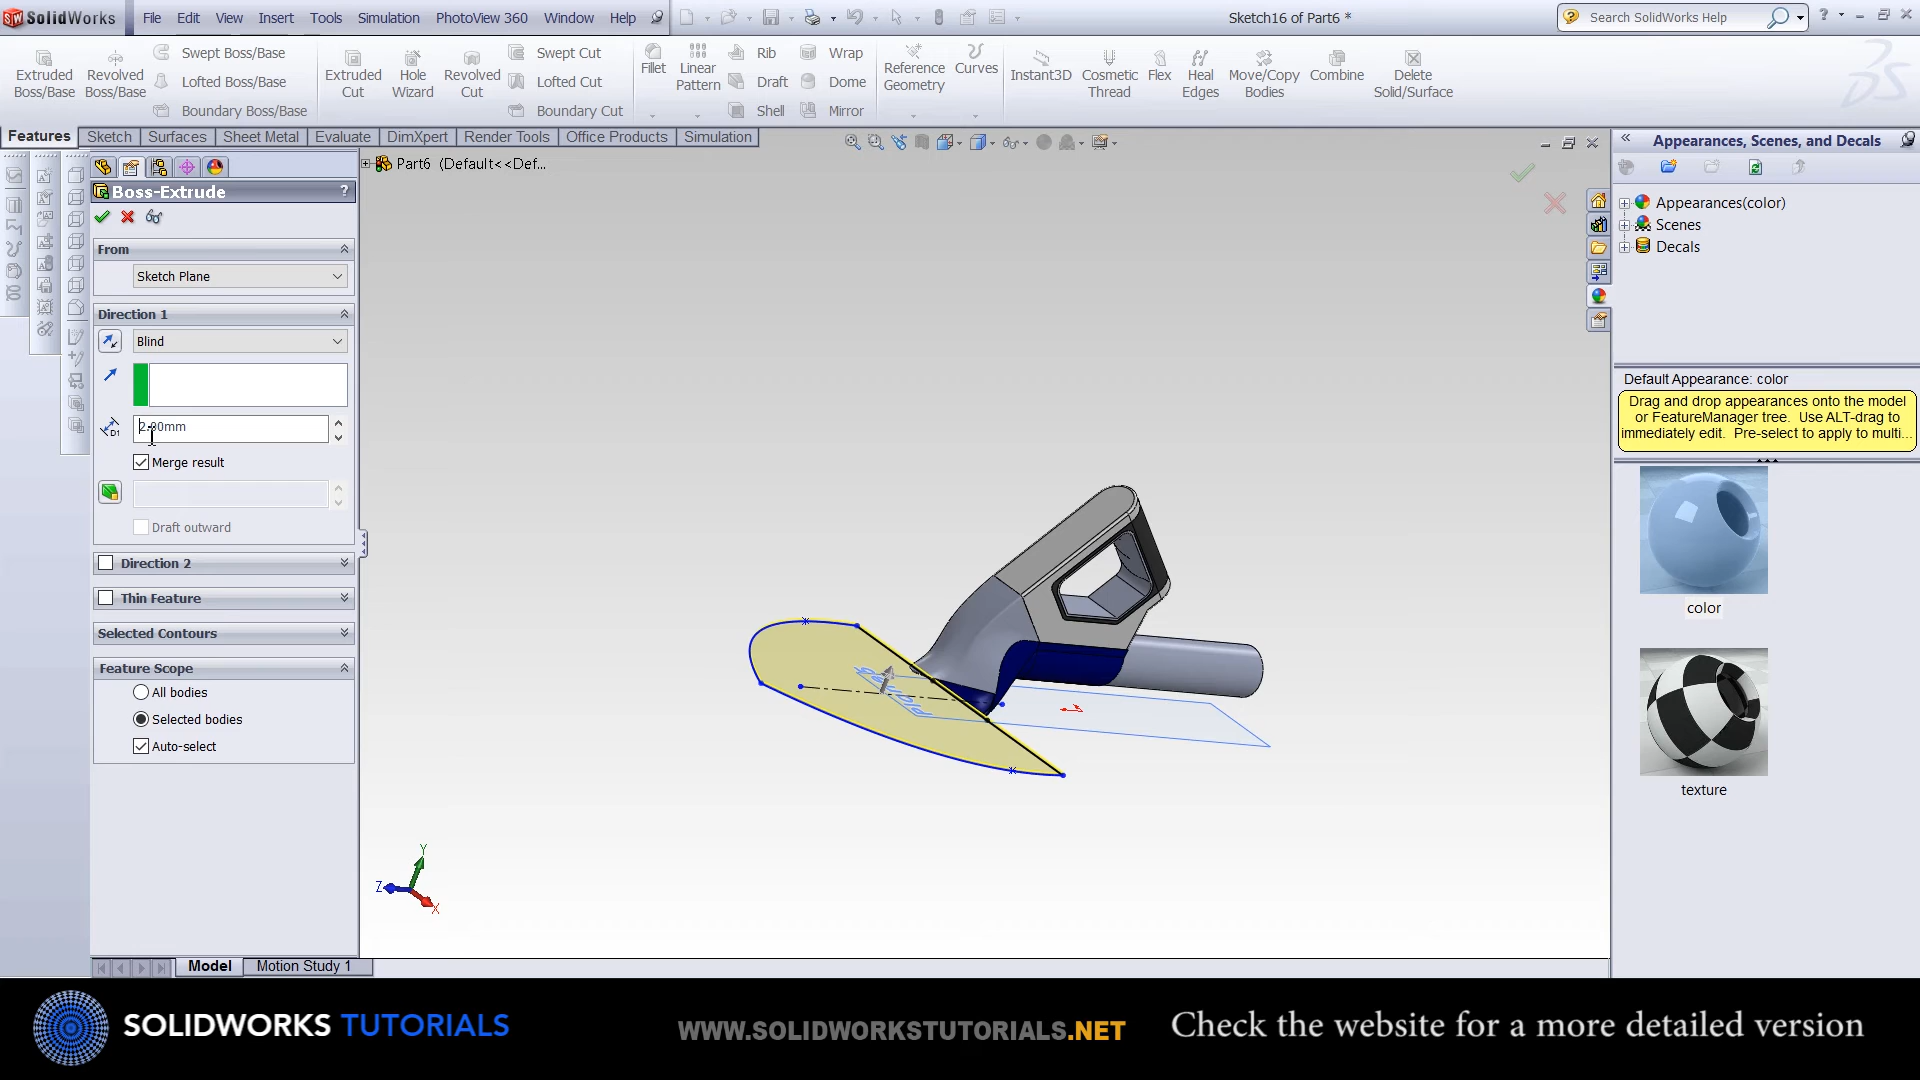 SolidWorks File Edit View Insert Tools Simulation PhotoView 360 Window Help Sketch16 of Part6 * Search SolidWorks Help ?
Extruded Boss/Base
Revolved Boss/Base
Swept Boss/Base
Lofted Boss/Base
Boundary Boss/Base
Extruded Cut
Hole Wizard
Revolved Cut
Swept Cut
Lofted Cut
Boundary Cut
Fillet
Linear Pattern
Rib
Draft
Shell
Wrap
Dome
Mirror
Reference Geometry
Curves
Instant3D
Cosmetic Thread
Flex
Heal Edges
Move/Copy Bodies
Combine
Delete Solid/Surface
Features Sketch Surfaces Sheet Metal Evaluate DimXpert Render Tools Office Products Simulation
Part6 (Default<<Def...
Boss-Extrude ?
From
Sketch Plane
Direction 1
Blind
D1
2.00mm
Merge result
Draft outward
Direction 2
Thin Feature
Selected Contours
Feature Scope
All bodies
Selected bodies
Auto-select
Y
Z
X
Model Motion Study 1
Appearances, Scenes, and Decals
Appearances(color)
Scenes
Decals
Default Appearance: color
Drag and drop appearances onto the model
or FeatureManager tree. Use ALT-drag to
immediately edit. Pre-select to apply to multi...
color
texture
SOLIDWORKS TUTORIALS WWW.SOLIDWORKSTUTORIALS.NET Check the website for a more detailed version